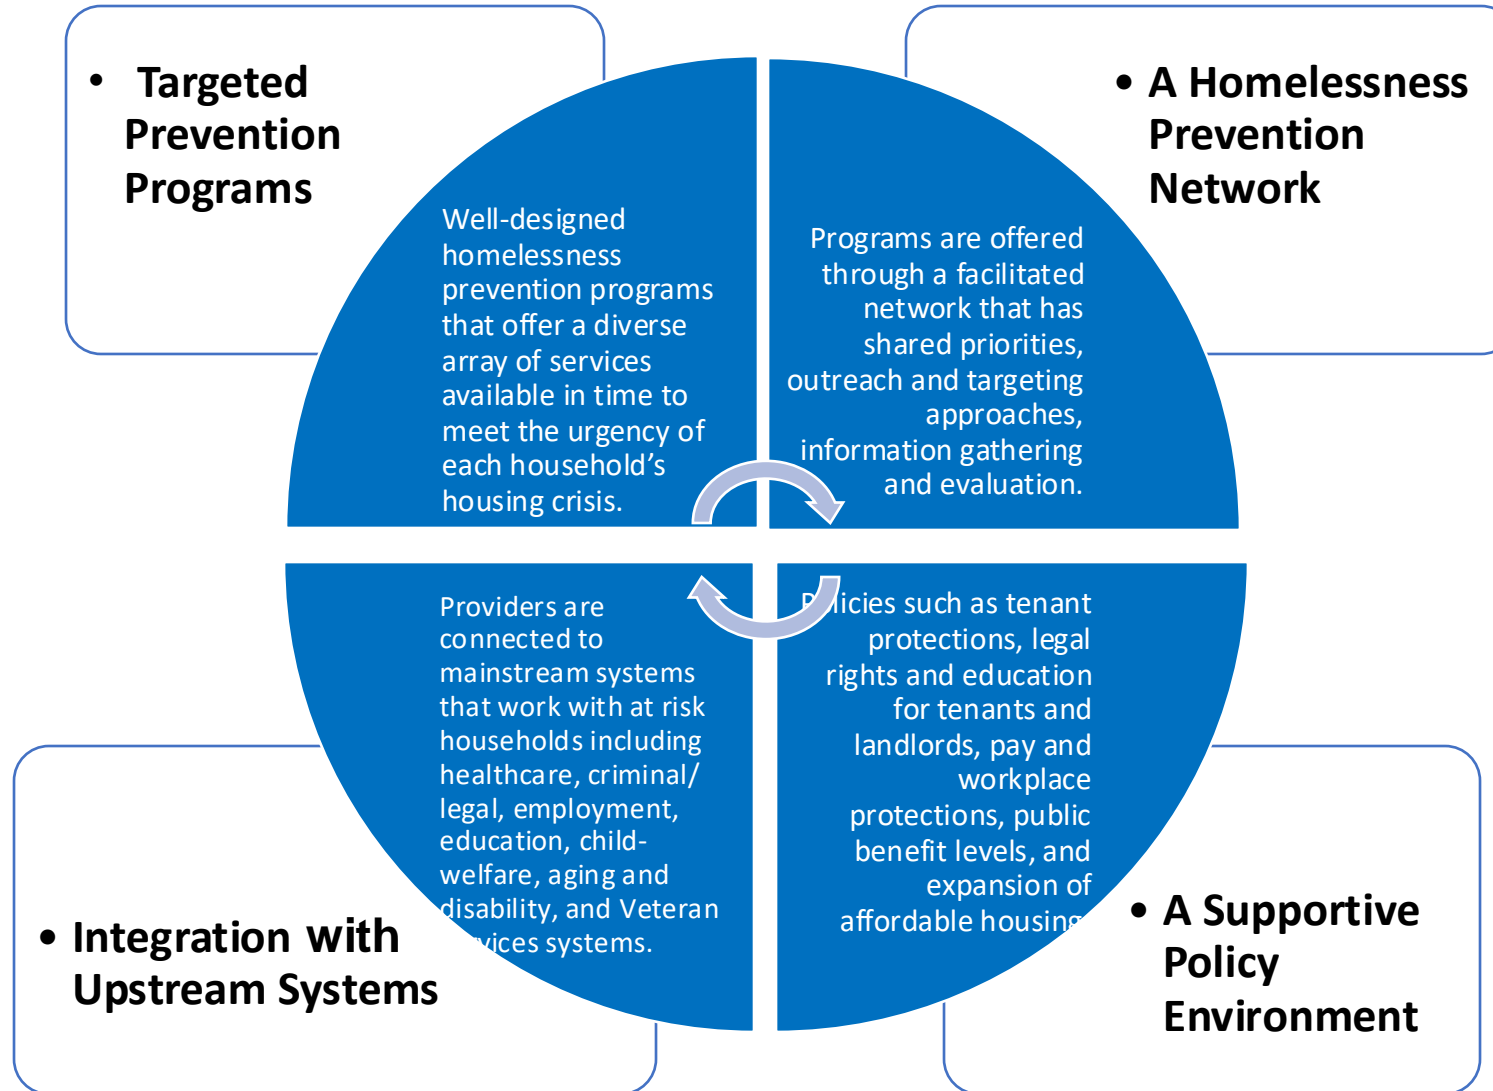 • Targeted
Prevention
Programs
Well-designed
homelessness
prevention programs
that offer a diverse
array of services
available in time to
meet the urgency of
each household’s
housing crisis.
• A Homelessness
Prevention
Network
Programs are offered
through a facilitated
network that has
shared priorities,
outreach and targeting
approaches,
information gathering
and evaluation.
Providers are
connected to
mainstream systems
that work with at risk
households including
healthcare, criminal/
legal, employment,
education, child-
welfare, aging and
disability, and Veteran
services systems.
• Integration with
Upstream Systems
Policies such as tenant
protections, legal
rights and education
for tenants and
landlords, pay and
workplace
protections, public
benefit levels, and
expansion of
affordable housing.
• A Supportive
Policy
Environment